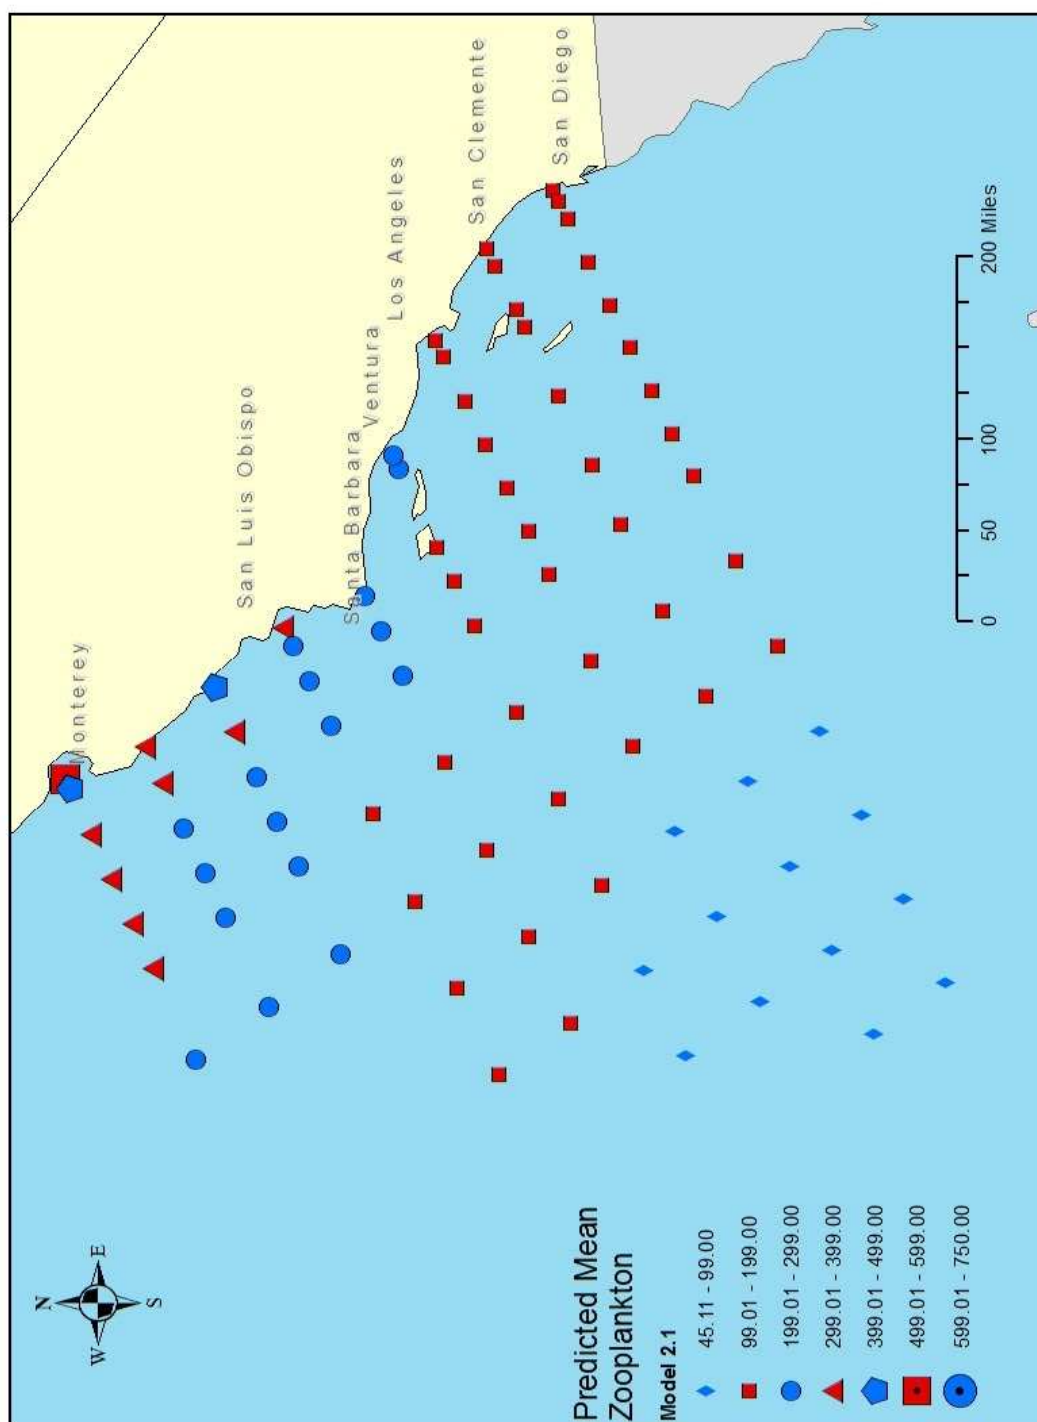 Monterey
San Luis Obispo
Santa Barbara
Ventura
Los Angeles
San Clemente
San Diego
N
W
E
S
Predicted Mean
Zooplankton
Model 2.1
45.11 - 99.00
99.01 - 199.00
199.01 - 299.00
299.01 - 399.00
399.01 - 499.00
499.01 - 599.00
599.01 - 750.00
0 50 100 200 Miles